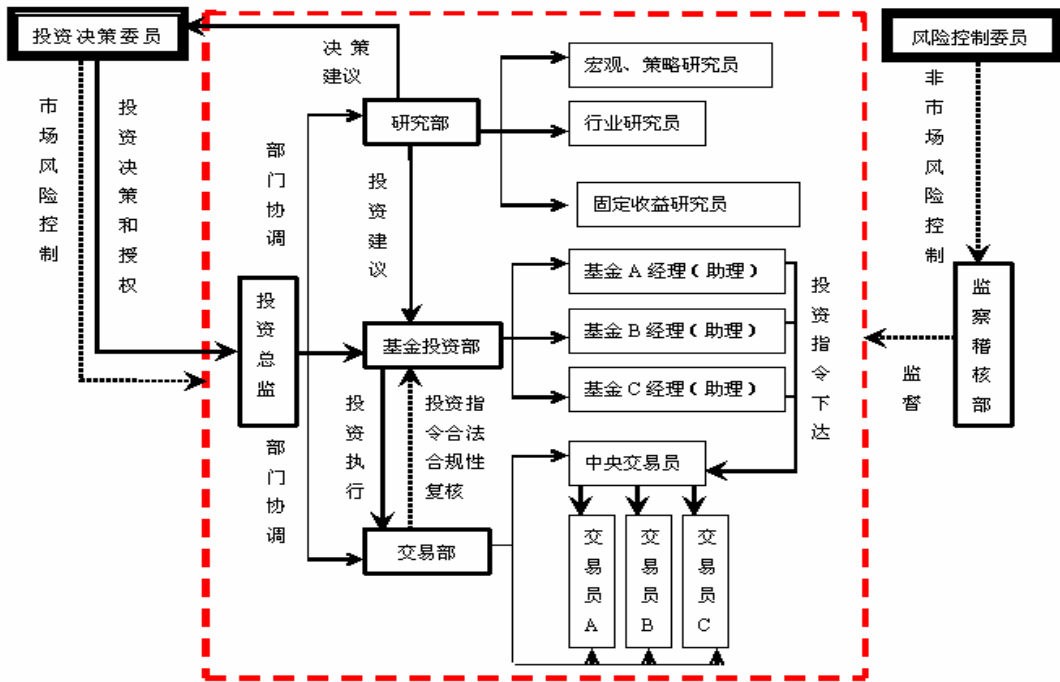 投资决策委员
风险控制委员
决 策
建议
市场风险控制
投资决策和授权
部门协调
研究部
宏观、策略研究员
行业研究员
固定收益研究员
非市场风险控制
投资建议
投资总监
基金投资部
基金 A 经理（助理）
基金 B 经理（助理）
基金 C 经理（助理）
投资指令下达
监察稽核部
监督
部门协调
投资执行
投资指
令合法
合规性
复核
交易部
中央交易员
交易员 A
交易员 B
交易员 C